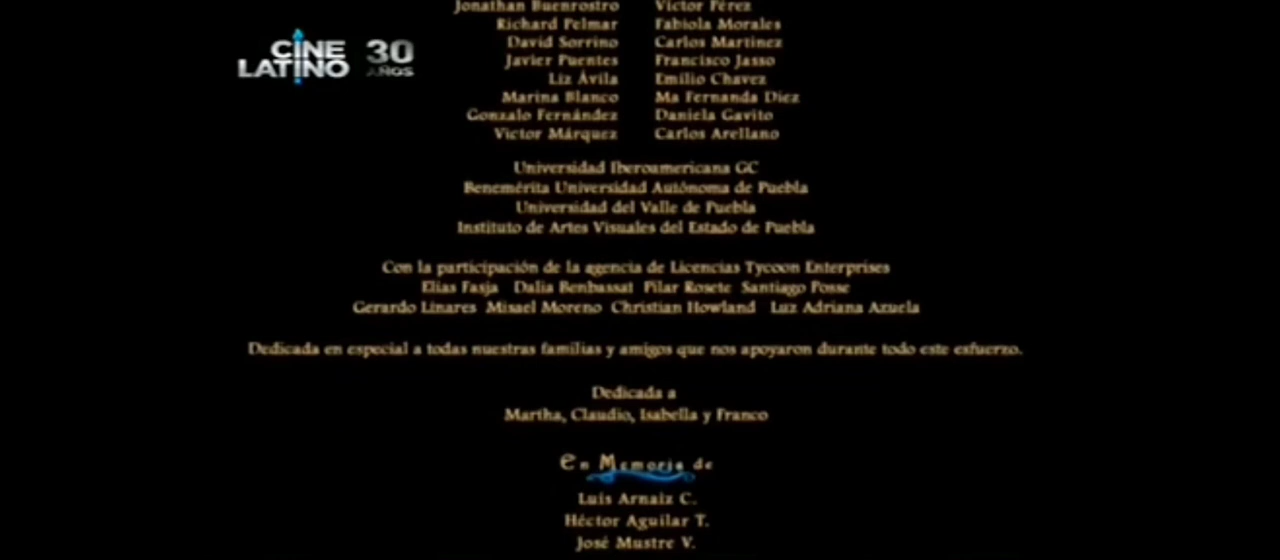 CINE LATINO 30 AÑOS
Jonathan Buenrostro Víctor Pérez
Richard Pelmar Fabiola Morales
David Sorrino Carlos Martínez
Javier Puentes Francisco Jasso
Liz Ávila Emilio Chavez
Marina Blanco Ma Fernanda Díez
Gonzalo Fernández Daniela Gavito
Víctor Márquez Carlos Arellano
Universidad Iberoamericana GC
Benemérita Universidad Autónoma de Puebla
Universidad del Valle de Puebla
Instituto de Artes Visuales del Estado de Puebla
Con la participación de la agencia de Licencias Tycoon Enterprises
Elías Fasja Dalia Benbassat Pilar Rosete Santiago Posse
Gerardo Linares Misael Moreno Christian Howland Luz Adriana Azuela
Dedicada en especial a todas nuestras familias y amigos que nos apoyaron durante todo este esfuerzo.
Dedicada a
Martha, Claudio, Isabella y Franco
En Memoria de
Luis Arnaiz C.
Héctor Aguilar T.
José Mustre V.